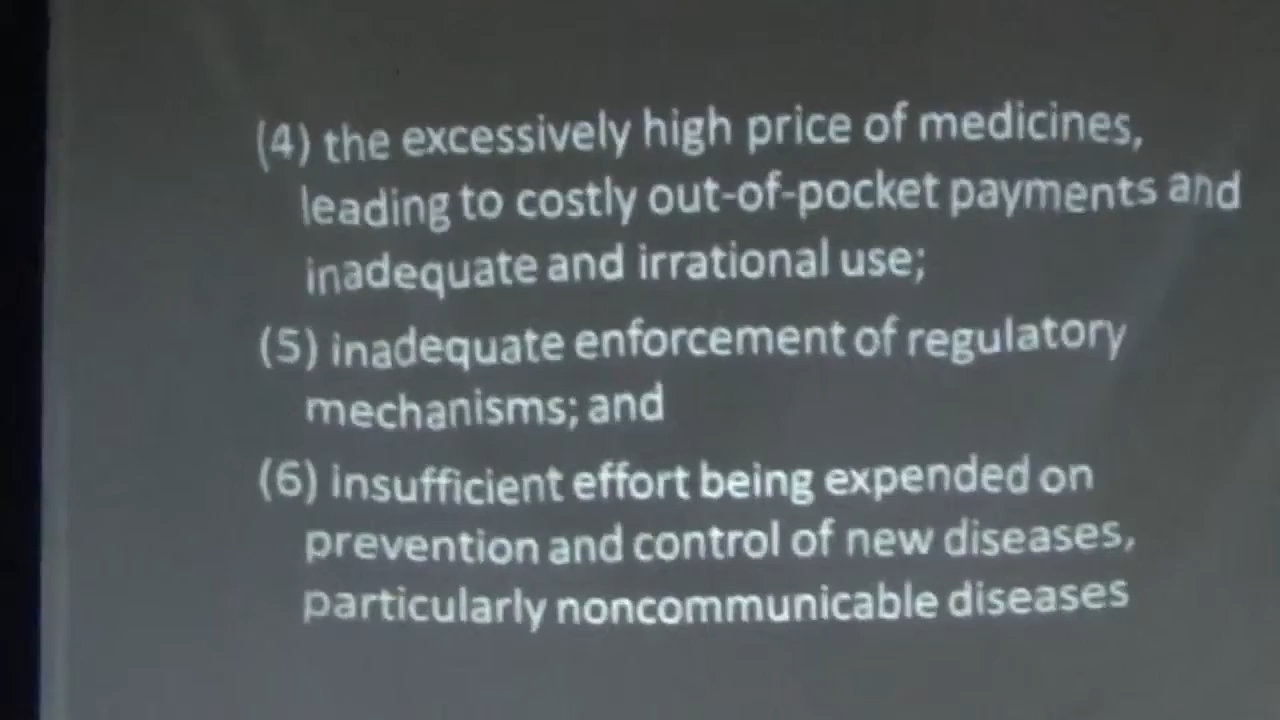 (4) the excessively high price of medicines,
leading to costly out-of-pocket payments and
inadequate and irrational use;
(5) inadequate enforcement of regulatory
mechanisms; and
(6) insufficient effort being expended on
prevention and control of new diseases,
particularly noncommunicable diseases